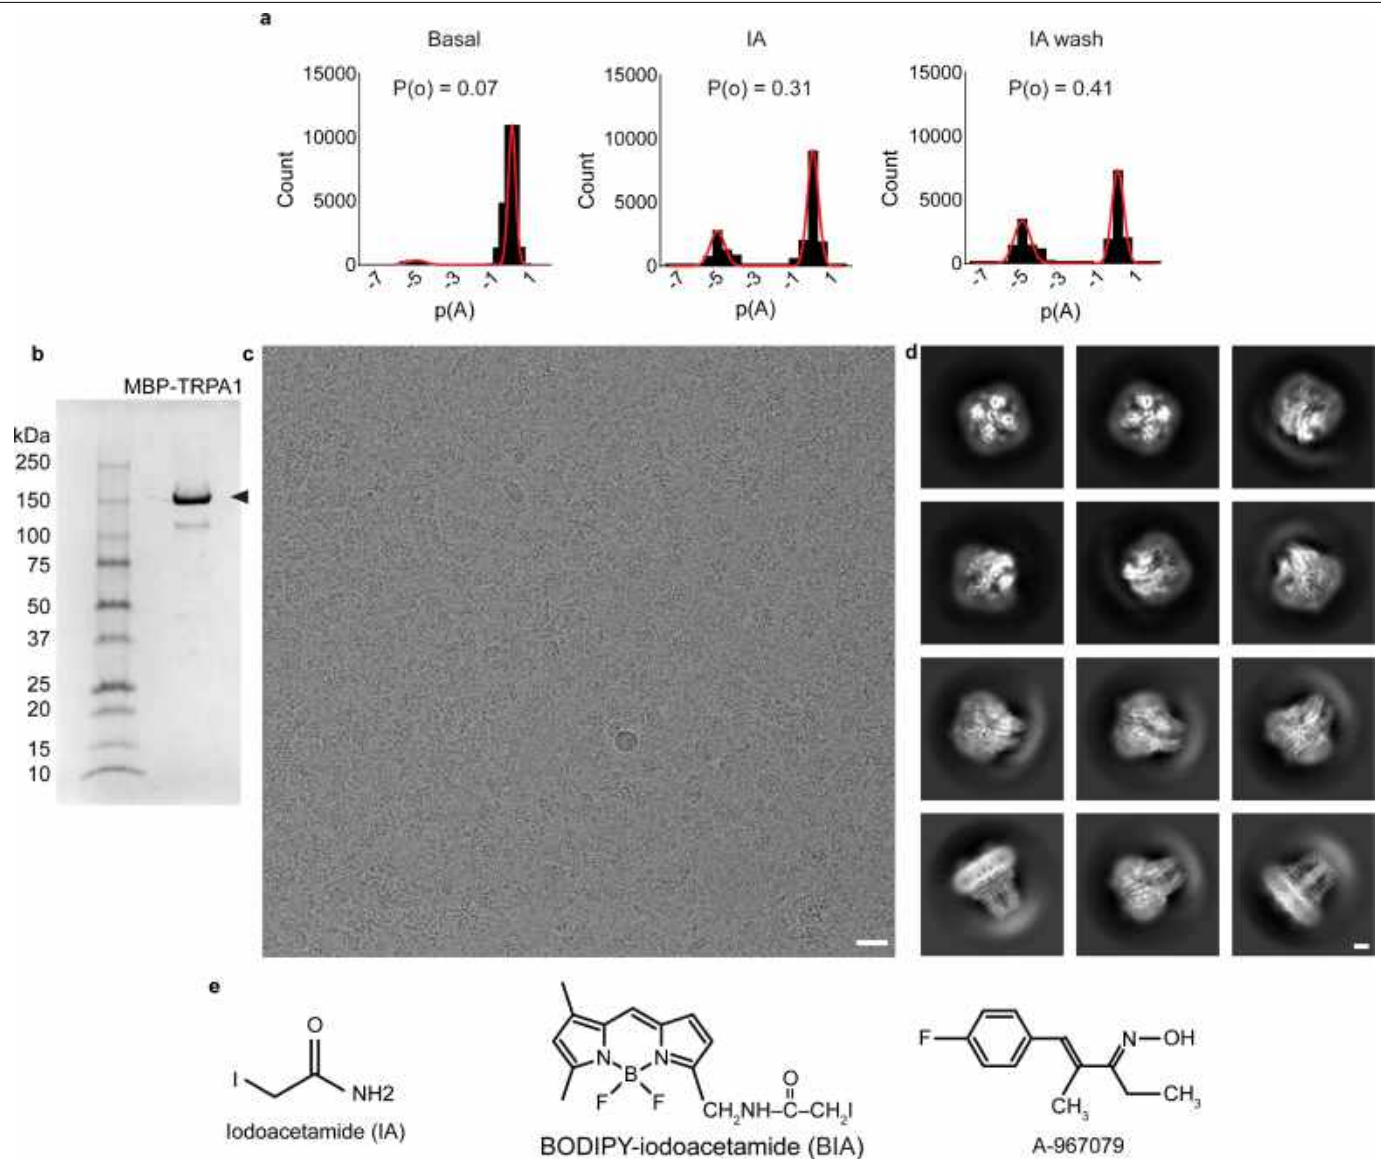 a
Basal
IA
IA wash
P(o) = 0.07
P(o) = 0.31
P(o) = 0.41
15000
10000
5000
0
Count
-7
-5
-3
-1
1
p(A)
15000
10000
5000
0
Count
-7
-5
-3
-1
1
p(A)
15000
10000
5000
0
Count
-7
-5
-3
-1
1
p(A)
b
MBP-TRPA1
kDa
250
150
100
75
50
37
25
20
15
10
c
d
e
I
O
NH2
Iodoacetamide (IA)
N
N
B
F
F
CH₂NH–C–CH₂I
O
BODIPY-iodoacetamide (BIA)
F
N–OH
CH₃
CH₃
A-967079